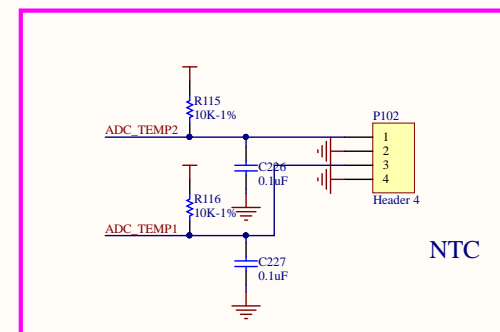 R115
10K-1%
P102
ADC_TEMP2
1
2
3
4
C226
0.1uF
R116
10K-1%
Header 4
ADC_TEMP1
NTC
C227
0.1uF